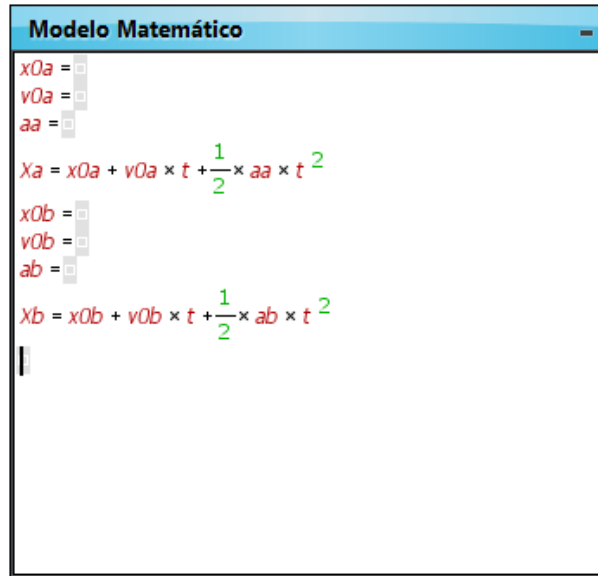 Modelo Matemático
x0a = □
v0a = □
aa = □
Xa = x0a + v0a × t + 1/2 × aa × t ²
x0b = □
v0b = □
ab = □
Xb = x0b + v0b × t + 1/2 × ab × t ²